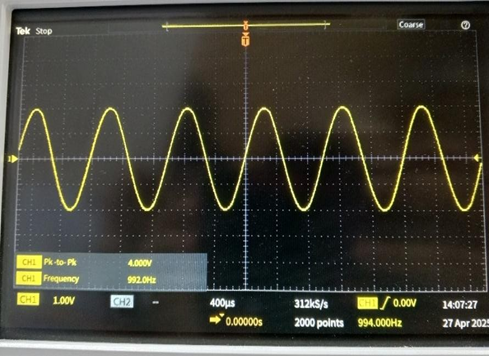 Tek Stop Coarse
T
CH1 Pk-to-Pk 4.000V
CH1 Frequency 992.0Hz
CH1 1.00V CH2 -- 400µs 312kS/s CH1 0.00V 14:07:27
0.00000s 2000 points 994.000Hz 27 Apr 2025